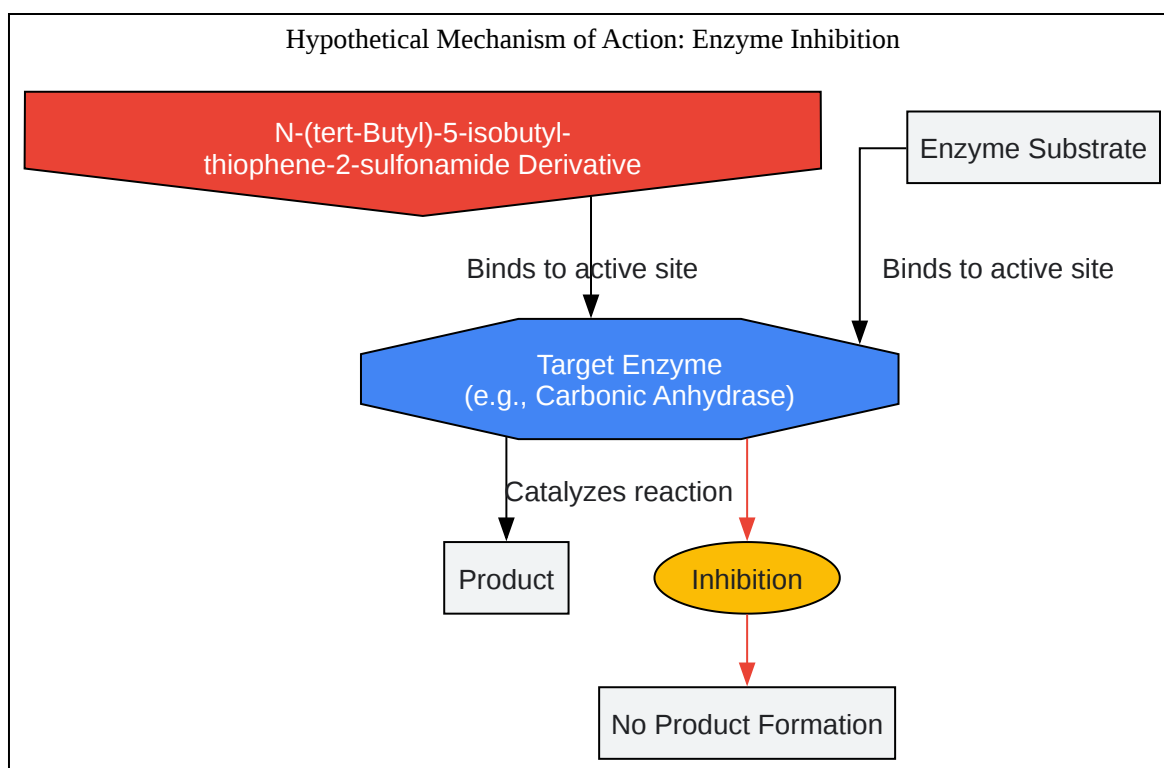 Hypothetical Mechanism of Action: Enzyme Inhibition
N-(tert-Butyl)-5-isobutyl-
thiophene-2-sulfonamide Derivative
Enzyme Substrate
Binds to active site
Binds to active site
Target Enzyme
(e.g., Carbonic Anhydrase)
Catalyzes reaction
Product
Inhibition
No Product Formation